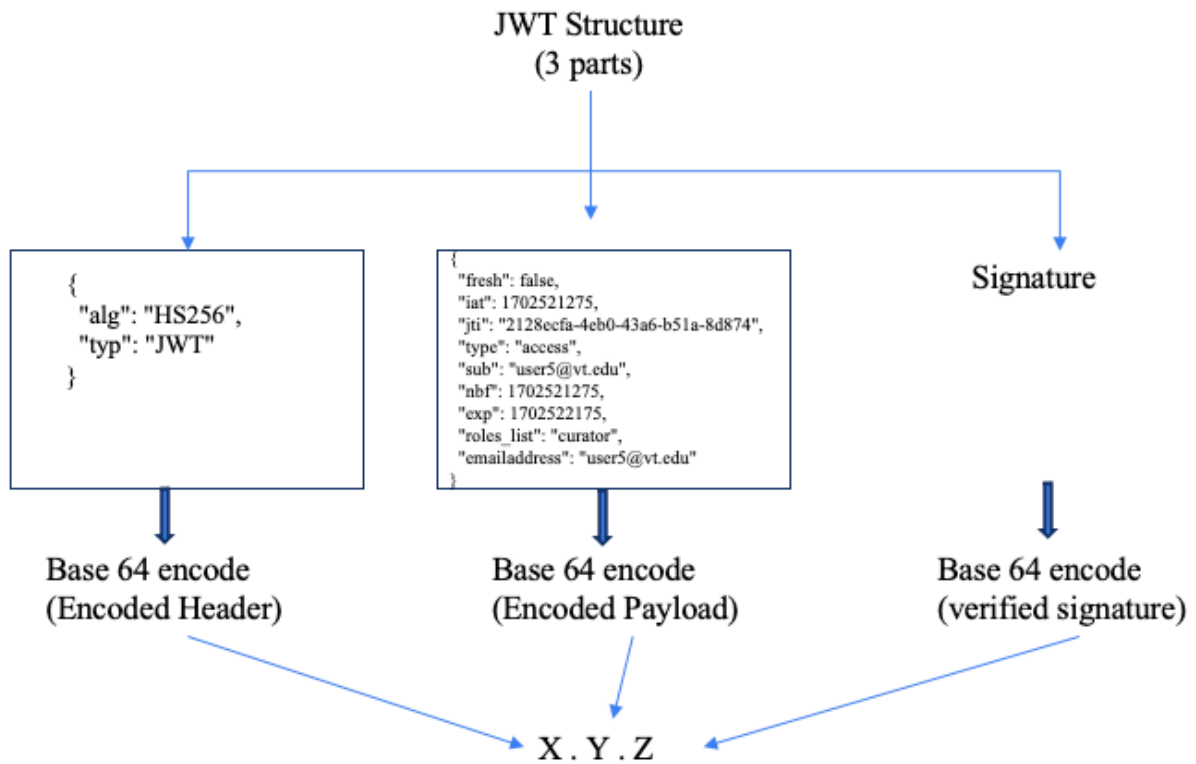 JWT Structure
(3 parts)
{
"alg": "HS256",
"typ": "JWT"
}
{
"fresh": false,
"iat": 1702521275,
"jti": "2128ecfa-4eb0-43a6-b51a-8d874",
"type": "access",
"sub": "user5@vt.edu",
"nbf": 1702521275,
"exp": 1702522175,
"roles_list": "curator",
"emailaddress": "user5@vt.edu"
}
Signature
Base 64 encode
(Encoded Header)
Base 64 encode
(Encoded Payload)
Base 64 encode
(verified signature)
X . Y . Z